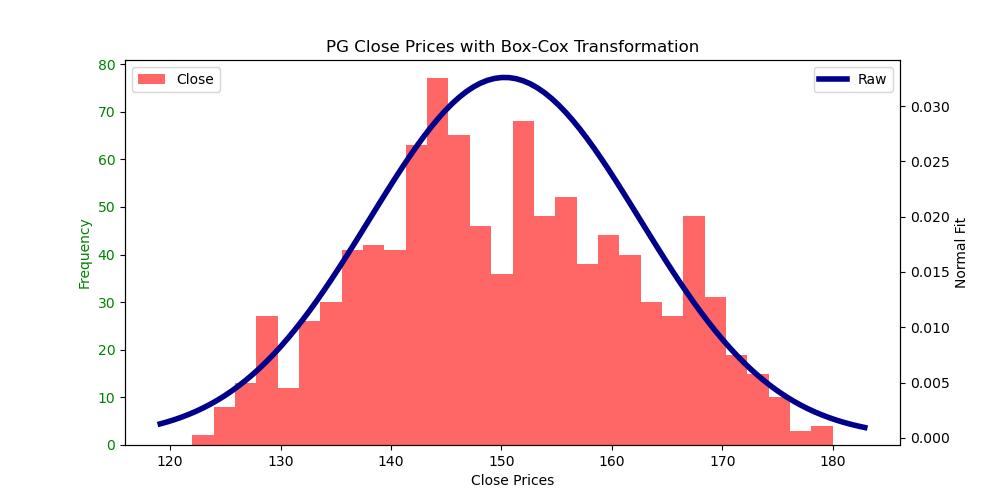 PG Close Prices with Box-Cox Transformation
Close
Raw
Frequency
80
70
60
50
40
30
20
10
0
0.030
0.025
0.020
0.015
0.010
0.005
0.000
Normal Fit
120 130 140 150 160 170 180
Close Prices